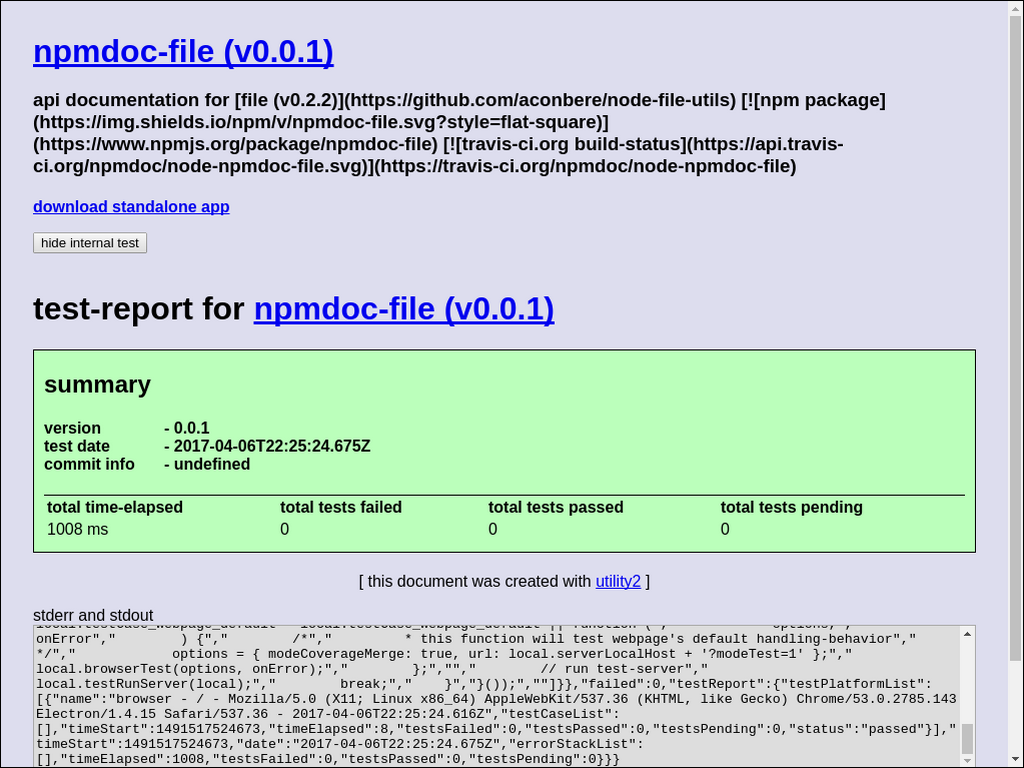 npmdoc-file (v0.0.1)
api documentation for [file (v0.2.2)](https://github.com/aconbere/node-file-utils) [![npm package]
(https://img.shields.io/npm/v/npmdoc-file.svg?style=flat-square)]
(https://www.npmjs.org/package/npmdoc-file) [![travis-ci.org build-status](https://api.travis-
ci.org/npmdoc/node-npmdoc-file.svg)](https://travis-ci.org/npmdoc/node-npmdoc-file)
download standalone app
hide internal test
test-report for npmdoc-file (v0.0.1)
summary
version - 0.0.1
test date - 2017-04-06T22:25:24.675Z
commit info - undefined
total time-elapsed total tests failed total tests passed total tests pending
1008 ms 0 0 0
[ this document was created with utility2 ]
stderr and stdout
onError","        ) {","        /*","         * this function will test webpage's default handling-behavior","
*/","            options = { modeCoverageMerge: true, url: local.serverLocalHost + '?modeTest=1' };","
local.browserTest(options, onError);","        };","","        // run test-server","
local.testRunServer(local);","        break;","    }","}());",""]}},"failed":0,"testReport":{"testPlatformList":
[{"name":"browser - / - Mozilla/5.0 (X11; Linux x86_64) AppleWebKit/537.36 (KHTML, like Gecko) Chrome/53.0.2785.143
Electron/1.4.15 Safari/537.36 - 2017-04-06T22:25:24.616Z","testCaseList":
[],"timeStart":1491517524673,"timeElapsed":8,"testsFailed":0,"testsPassed":0,"testsPending":0,"status":"passed"}],"
timeStart":1491517524673,"date":"2017-04-06T22:25:24.675Z","errorStackList":
[],"timeElapsed":1008,"testsFailed":0,"testsPassed":0,"testsPending":0}}}